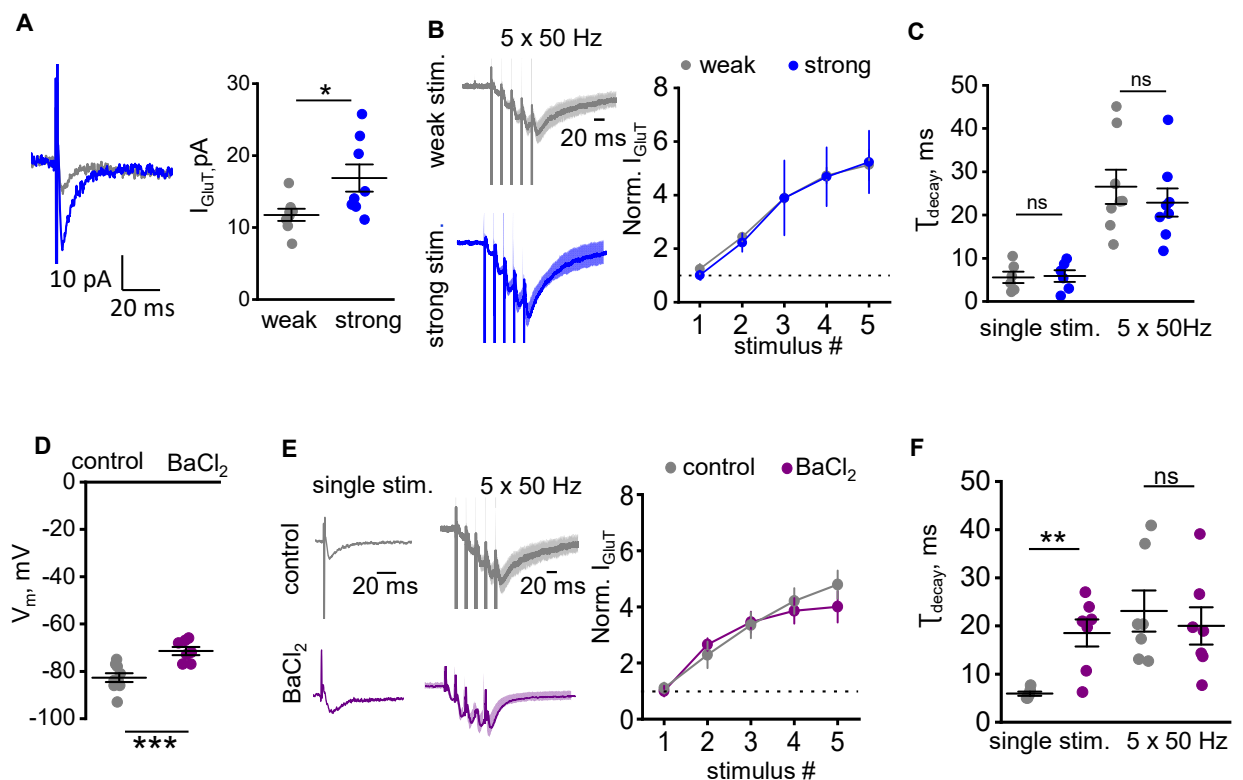 A
30
20
10
0
I_GluT,pA
*
weak strong
10 pA
20 ms
B
5 x 50 Hz
weak stim.
strong stim.
20 ms
weak strong
8
6
4
2
0
Norm. I_GluT
1 2 3 4 5
stimulus #
C
50
40
30
20
10
0
τ_decay, ms
ns
ns
single stim. 5 x 50Hz
D
control BaCl₂
0
-20
-40
-60
-80
-100
V_m, mV
***
E
single stim. 5 x 50 Hz
control
BaCl₂
20 ms
20 ms
control BaCl₂
8
6
4
2
0
Norm. I_GluT
1 2 3 4 5
stimulus #
F
50
40
30
20
10
0
τ_decay, ms
**
ns
single stim. 5 x 50 Hz